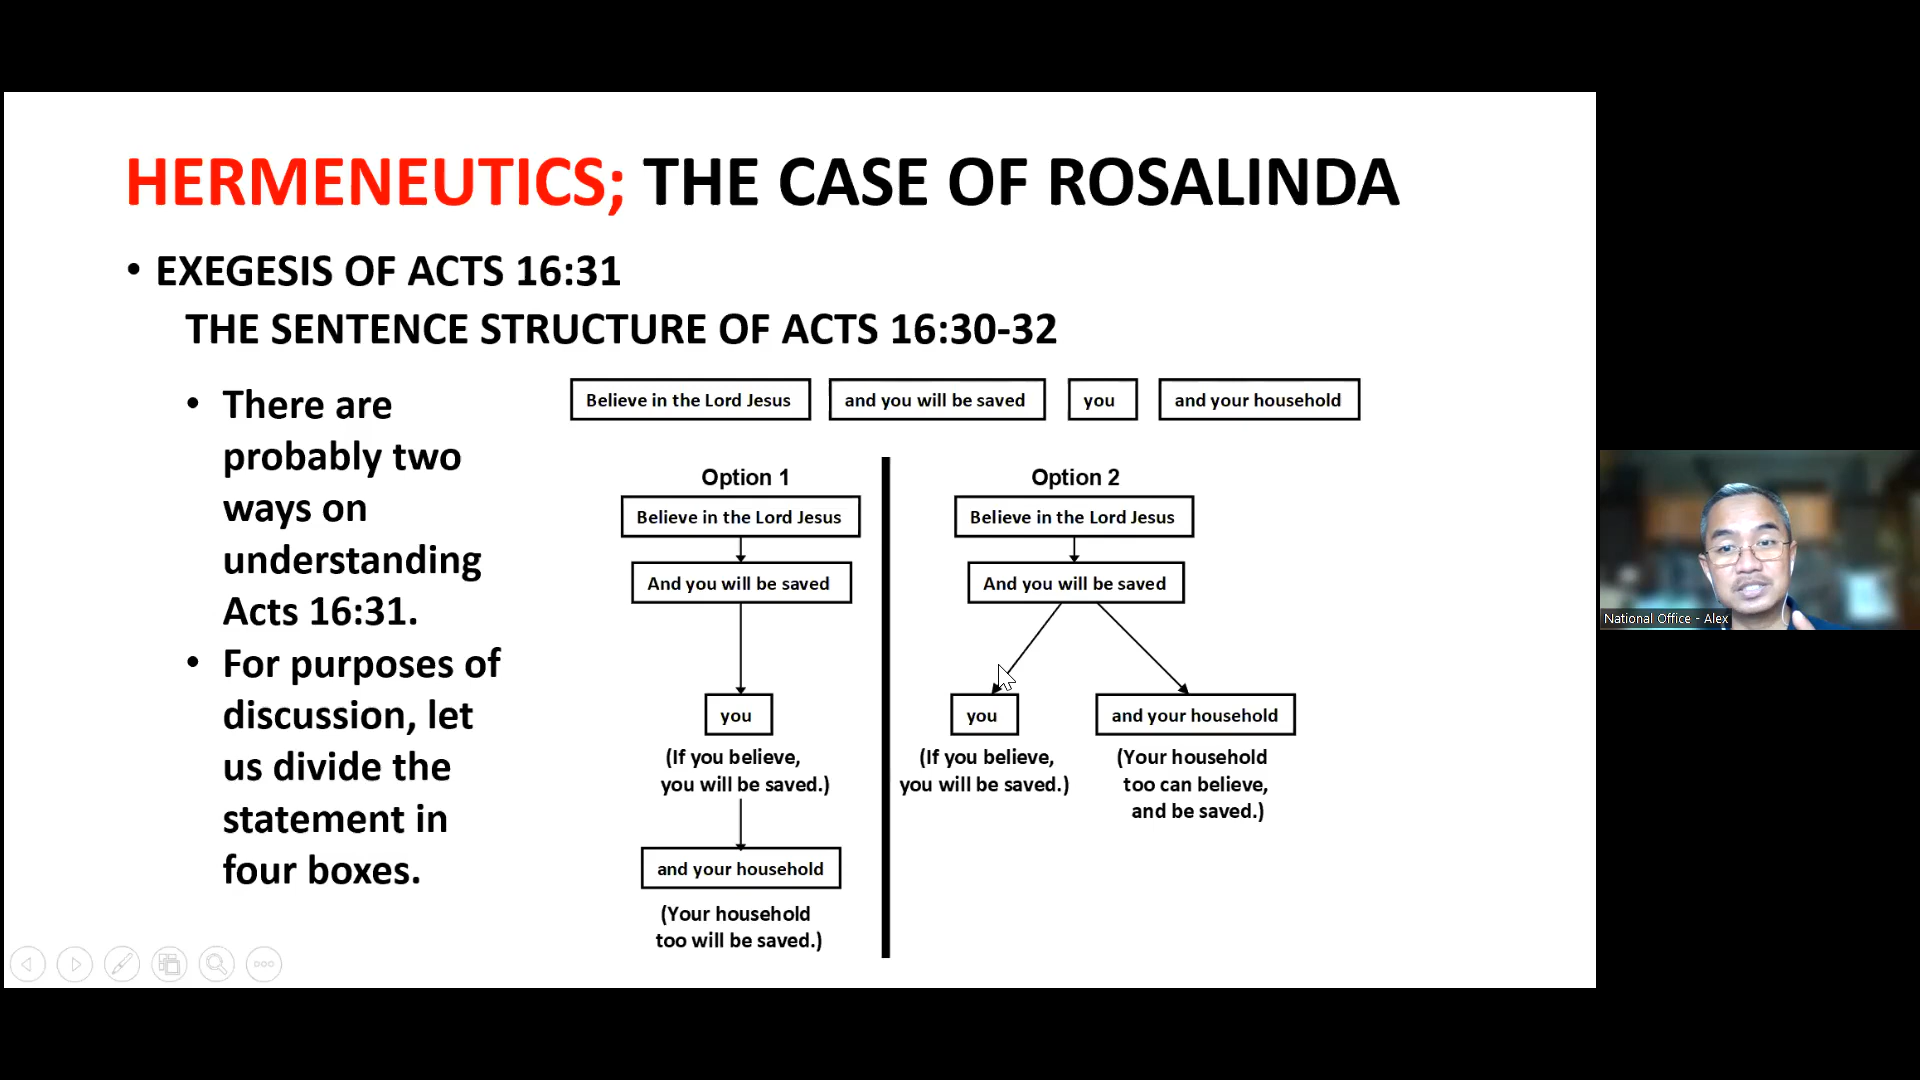 HERMENEUTICS; THE CASE OF ROSALINDA
• EXEGESIS OF ACTS 16:31
THE SENTENCE STRUCTURE OF ACTS 16:30-32
• There are
probably two
ways on
understanding
Acts 16:31.
• For purposes of
discussion, let
us divide the
statement in
four boxes.
Believe in the Lord Jesus
and you will be saved
you
and your household
Option 1
Believe in the Lord Jesus
And you will be saved
you
(If you believe,
you will be saved.)
and your household
(Your household
too will be saved.)
Option 2
Believe in the Lord Jesus
And you will be saved
you
(If you believe,
you will be saved.)
and your household
(Your household
too can believe,
and be saved.)
National Office - Alex